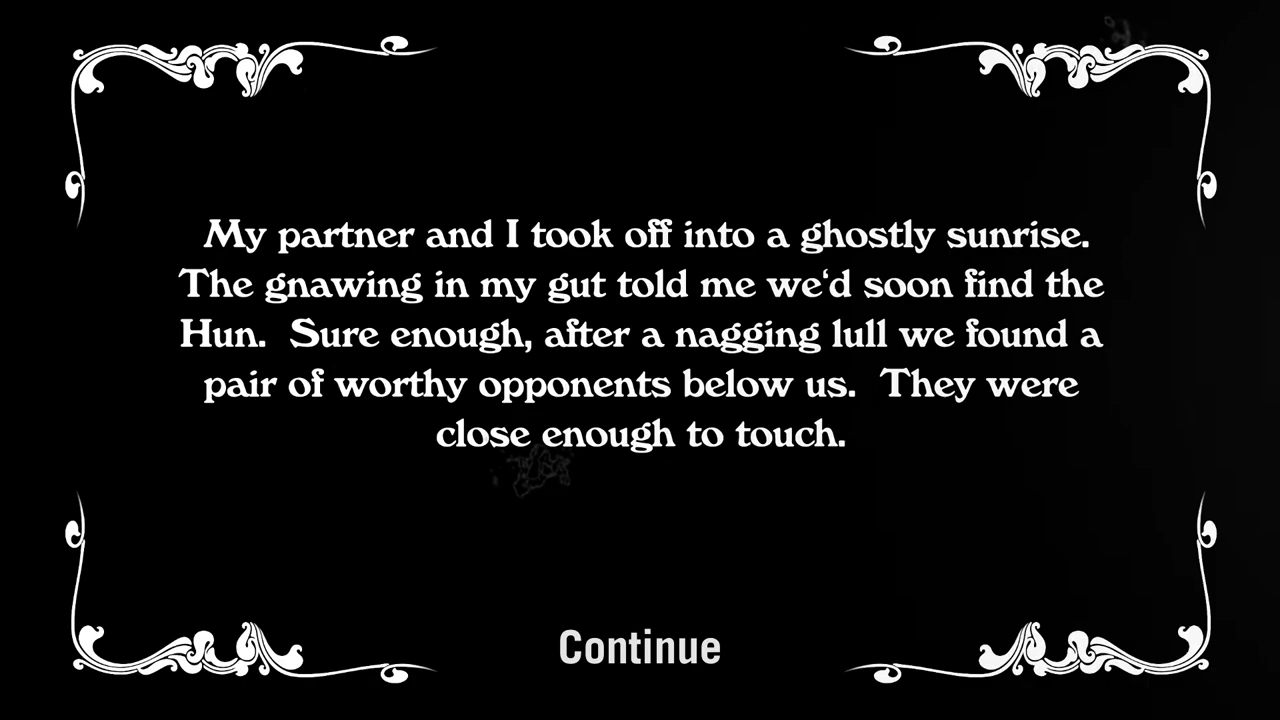 My partner and I took off into a ghostly sunrise.
The gnawing in my gut told me we‘d soon find the
Hun.  Sure enough, after a nagging lull we found a
pair of worthy opponents below us.  They were
close enough to touch.
Continue